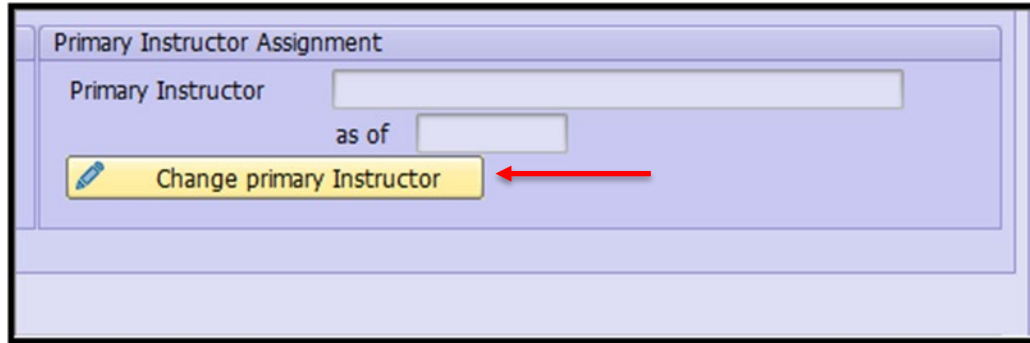 Primary Instructor Assignment
Primary Instructor
as of
Change primary Instructor